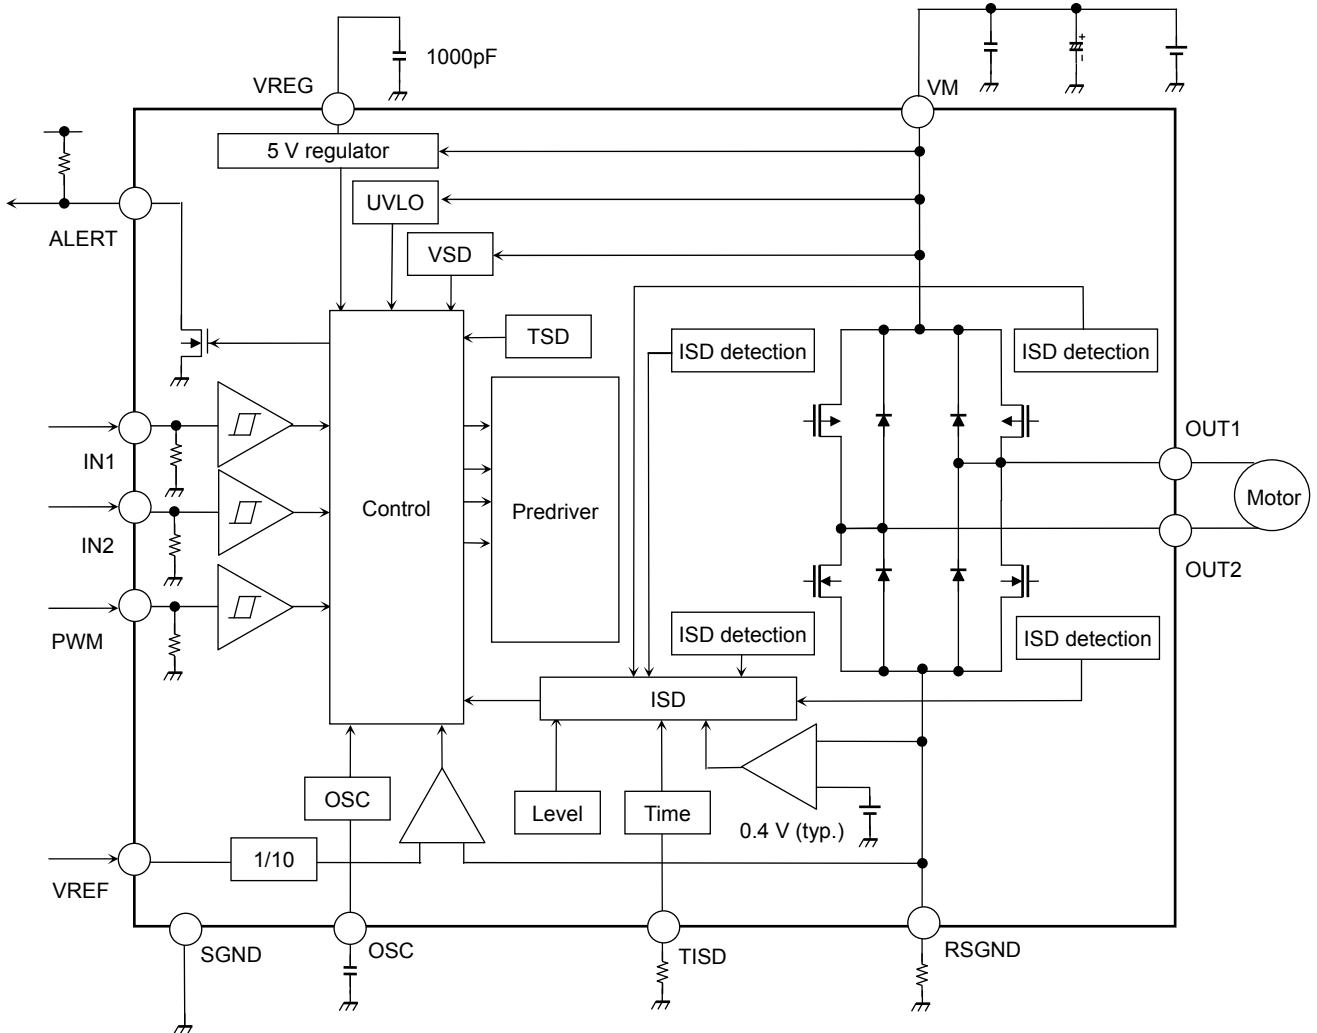 1000pF
VREG
VM
5 V regulator
UVLO
ALERT
VSD
TSD
ISD detection
ISD detection
OUT1
IN1
Control
Predriver
Motor
IN2
OUT2
PWM
ISD detection
ISD detection
ISD
OSC
Level
Time
0.4 V (typ.)
1/10
VREF
SGND
OSC
TISD
RSGND
+
-